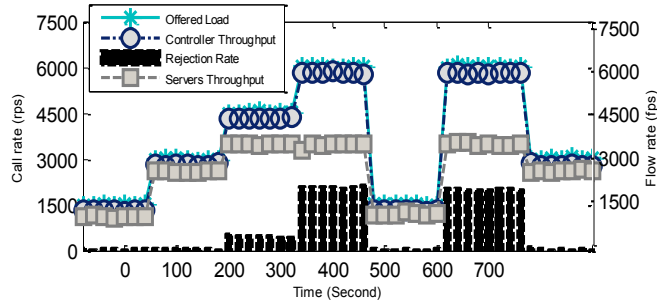 7500
7500
Offered Load
Controller Throughput
Rejection Rate
Servers Throughput
6000
6000
4500
4500
3000
3000
1500
1500
0
0
0 100 200 300 400 500 600 700
Call rate (rps)
Flow rate (fps)
Time (Second)